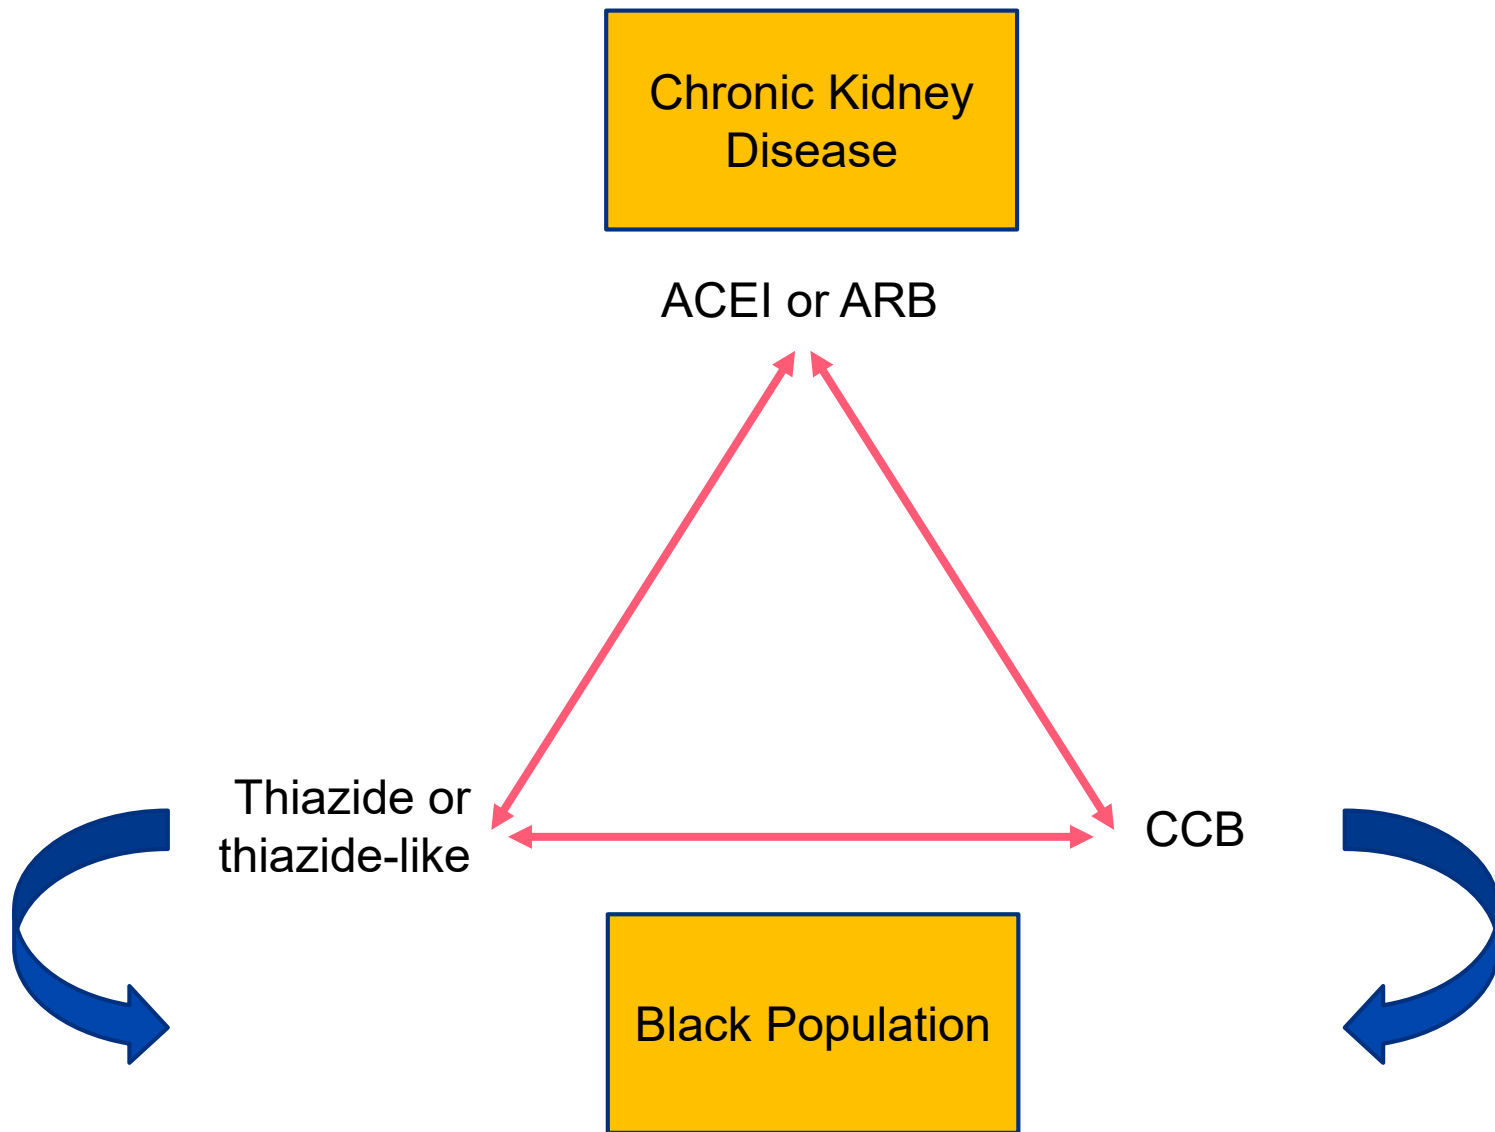 Chronic Kidney
Disease
ACEI or ARB
Thiazide or
thiazide-like
CCB
Black Population